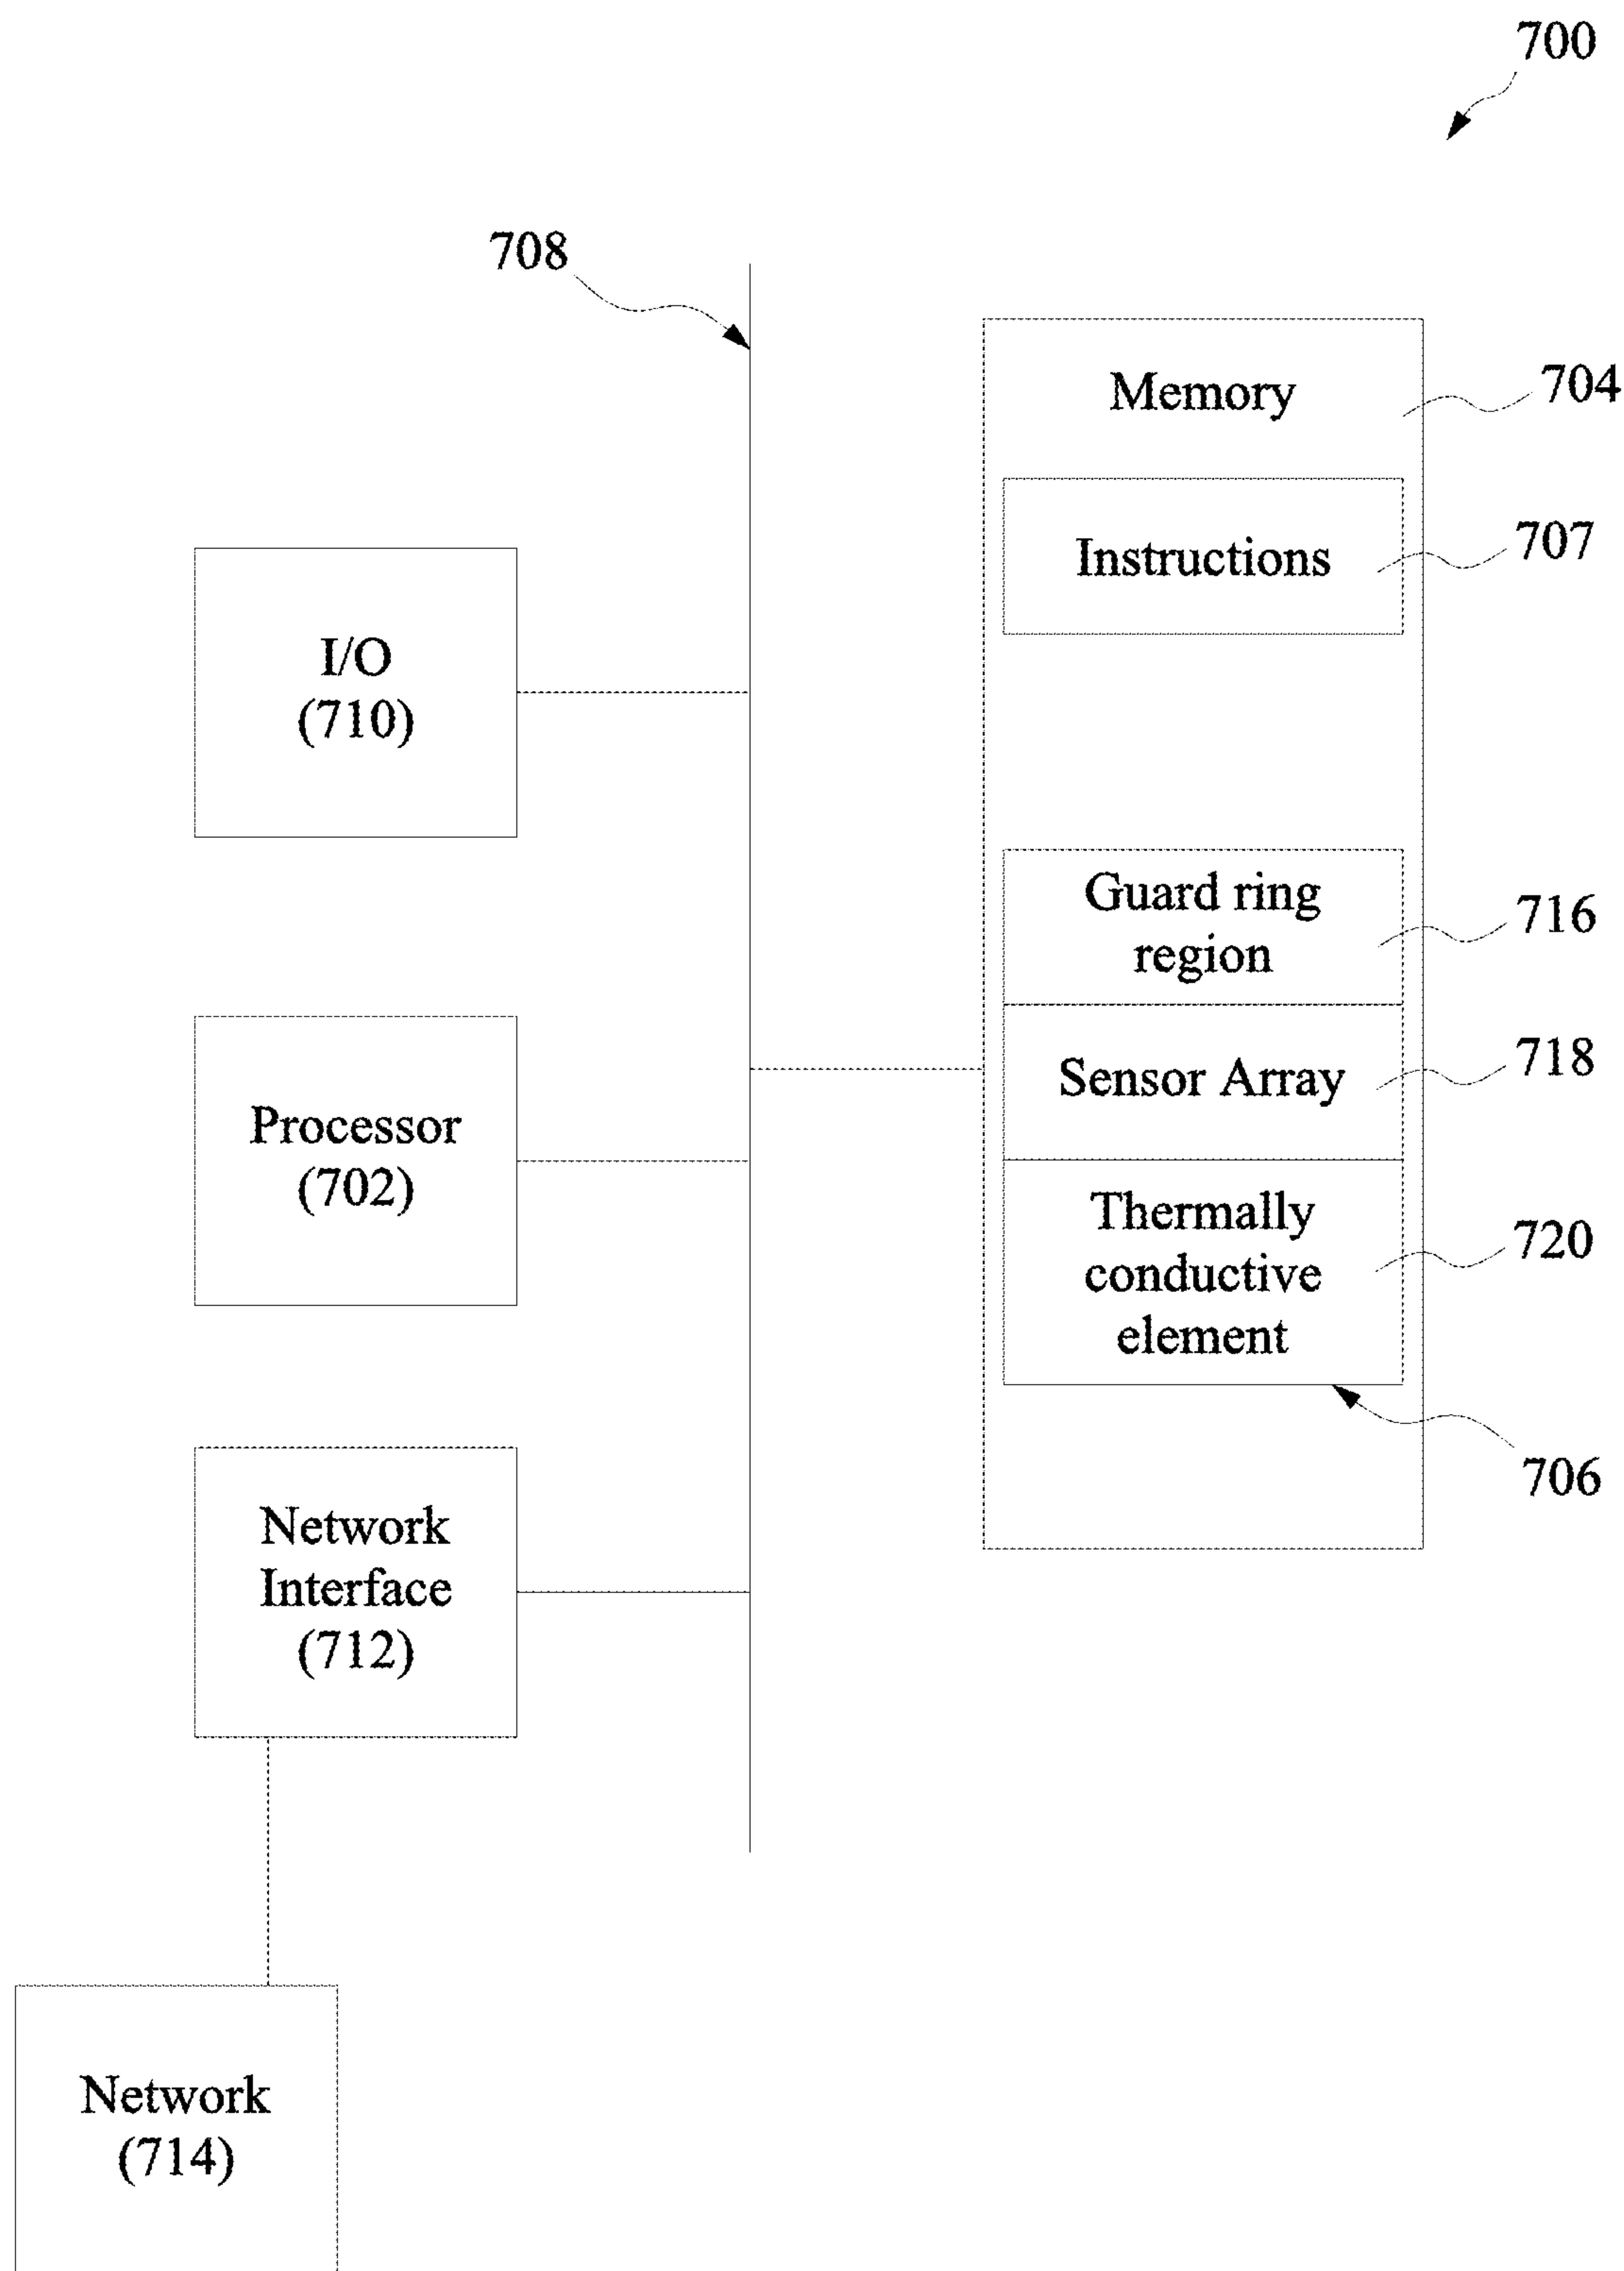 700
708
Memory
704
Instructions
707
I/O
(710)
Guard ring
region
716
Sensor Array
718
Processor
(702)
Thermally
conductive
element
720
706
Network
Interface
(712)
Network
(714)